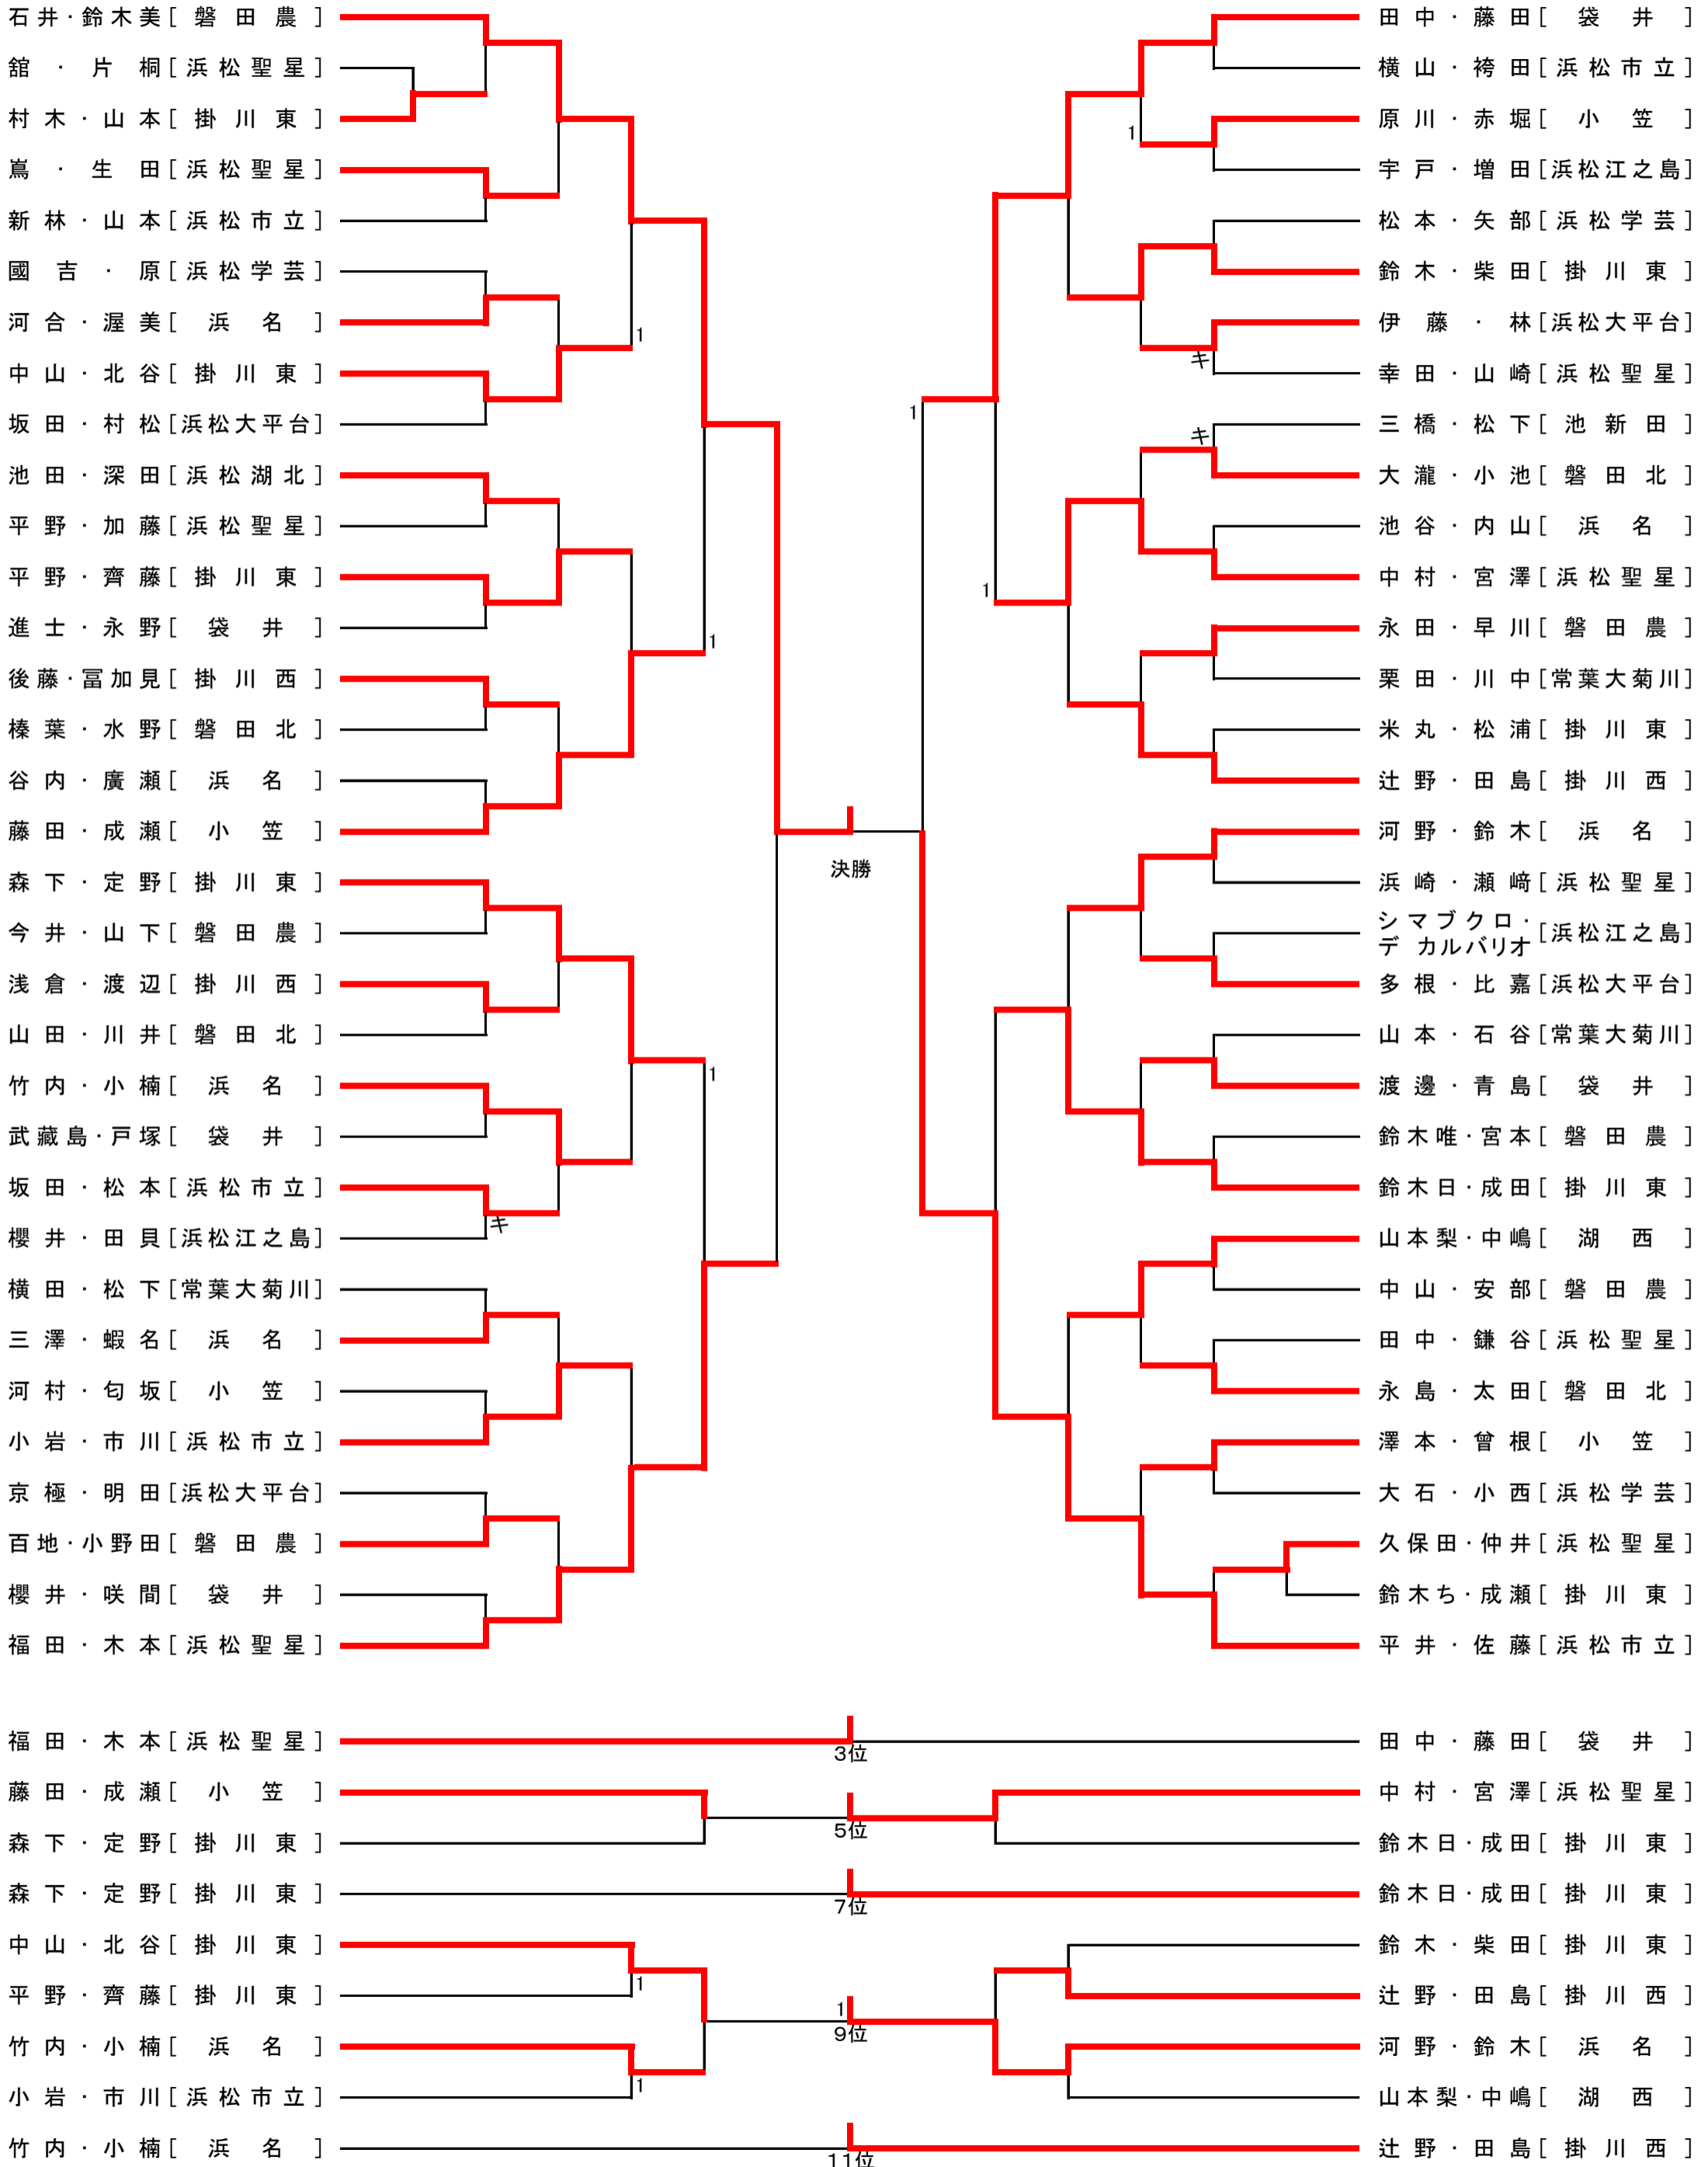 石井・鈴木美[ 磐田農 ]
舘・片桐[浜松聖星]
村木・山本[ 掛川東 ]
嶌・生田[浜松聖星]
新林・山本[浜松市立]
國吉・原[浜松学芸]
河合・渥美[ 浜名 ]
1
中山・北谷[ 掛川東 ]
坂田・村松[浜松大平台]
池田・深田[浜松湖北]
平野・加藤[浜松聖星]
平野・齊藤[ 掛川東 ]
進士・永野[ 袋井 ]
1
後藤・冨加見[ 掛川西 ]
榛葉・水野[ 磐田北 ]
谷内・廣瀬[ 浜名 ]
藤田・成瀬[ 小笠 ]
森下・定野[ 掛川東 ]
今井・山下[ 磐田農 ]
浅倉・渡辺[ 掛川西 ]
山田・川井[ 磐田北 ]
1
竹内・小楠[ 浜名 ]
武藏島・戸塚[ 袋井 ]
坂田・松本[浜松市立]
キ
櫻井・田貝[浜松江之島]
横田・松下[常葉大菊川]
三澤・蝦名[ 浜名 ]
河村・匂坂[ 小笠 ]
小岩・市川[浜松市立]
京極・明田[浜松大平台]
百地・小野田[ 磐田農 ]
櫻井・咲間[ 袋井 ]
福田・木本[浜松聖星]
決勝
田中・藤田[ 袋井 ]
横山・袴田[浜松市立]
1
原川・赤堀[ 小笠 ]
宇戸・増田[浜松江之島]
松本・矢部[浜松学芸]
鈴木・柴田[ 掛川東 ]
伊藤・林[浜松大平台]
キ
幸田・山崎[浜松聖星]
1
キ
三橋・松下[ 池新田 ]
大瀧・小池[ 磐田北 ]
池谷・内山[ 浜名 ]
中村・宮澤[浜松聖星]
1
永田・早川[ 磐田農 ]
栗田・川中[常葉大菊川]
米丸・松浦[ 掛川東 ]
辻野・田島[ 掛川西 ]
河野・鈴木[ 浜名 ]
浜崎・瀬﨑[浜松聖星]
シマブクロ・
デ カルバリオ[浜松江之島]
多根・比嘉[浜松大平台]
山本・石谷[常葉大菊川]
渡邊・青島[ 袋井 ]
鈴木唯・宮本[ 磐田農 ]
鈴木日・成田[ 掛川東 ]
山本梨・中嶋[ 湖西 ]
中山・安部[ 磐田農 ]
田中・鎌谷[浜松聖星]
永島・太田[ 磐田北 ]
澤本・曾根[ 小笠 ]
大石・小西[浜松学芸]
久保田・仲井[浜松聖星]
鈴木ち・成瀬[ 掛川東 ]
平井・佐藤[浜松市立]
福田・木本[浜松聖星] 田中・藤田[ 袋井 ]
3位
藤田・成瀬[ 小笠 ] 中村・宮澤[浜松聖星]
5位
森下・定野[ 掛川東 ] 鈴木日・成田[ 掛川東 ]
森下・定野[ 掛川東 ] 鈴木日・成田[ 掛川東 ]
7位
中山・北谷[ 掛川東 ] 鈴木・柴田[ 掛川東 ]
1
平野・齊藤[ 掛川東 ] 辻野・田島[ 掛川西 ]
1
9位
竹内・小楠[ 浜名 ] 河野・鈴木[ 浜名 ]
1
小岩・市川[浜松市立] 山本梨・中嶋[ 湖西 ]
竹内・小楠[ 浜名 ] 辻野・田島[ 掛川西 ]
11位